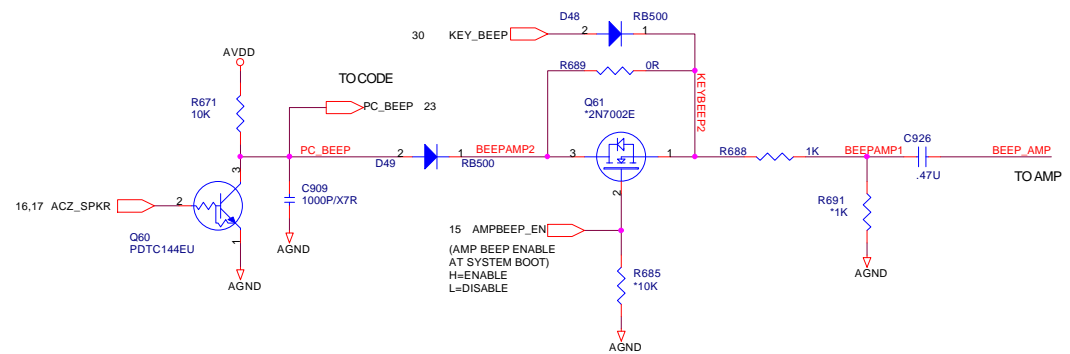 D48
RB500
30 KEY_BEEP
2
1
AVDD
R689
0R
TO CODE
R671
10K
PC_BEEP 23
Q61
*2N7002E
KEYBEEP2
C926
PC_BEEP
2
1
BEEPAMP2
3
1
R688
1K
BEEPAMP1
BEEP_AMP
D49
RB500
.47U
TO AMP
3
C909
1000P/X7R
2
R691
*1K
16,17 ACZ_SPKR
2
15 AMPBEEP_EN
Q60
PDTC144EU
1
AGND
(AMP BEEP ENABLE
AT SYSTEM BOOT)
H=ENABLE
L=DISABLE
R685
*10K
AGND
AGND
AGND